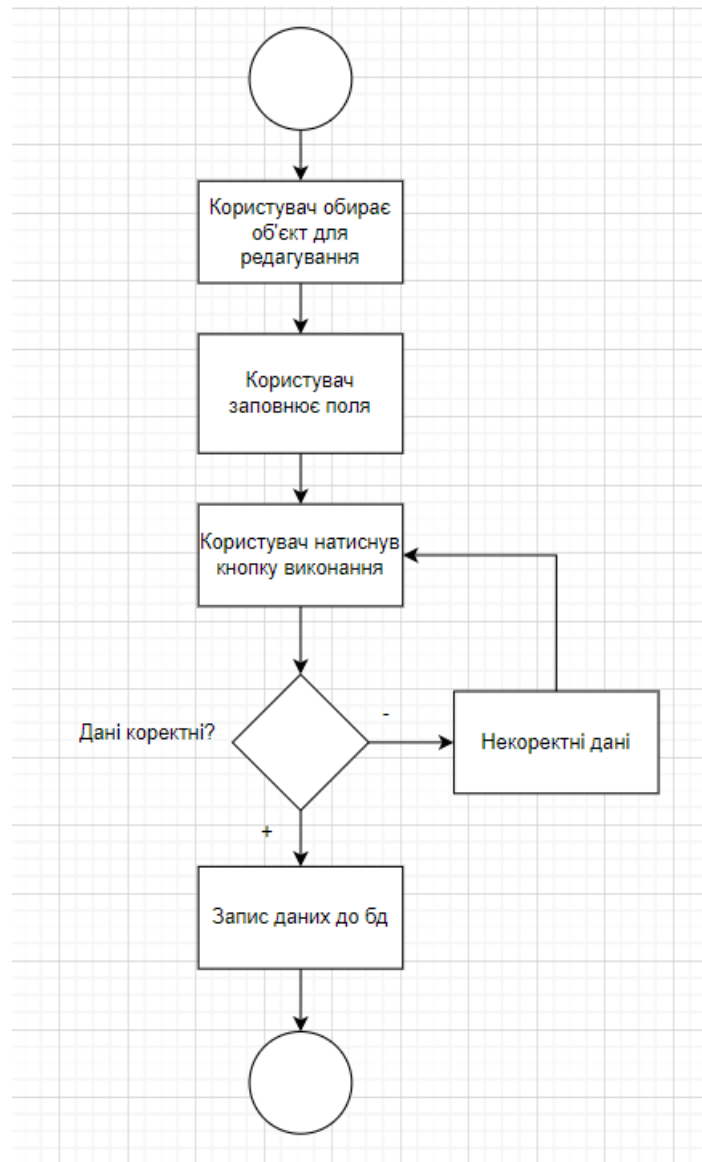 Користувач обирає
об'єкт для
редагування
Користувач
заповнює поля
Користувач натиснув
кнопку виконання
Дані коректні?
-
Некоректні дані
+
Запис даних до бд